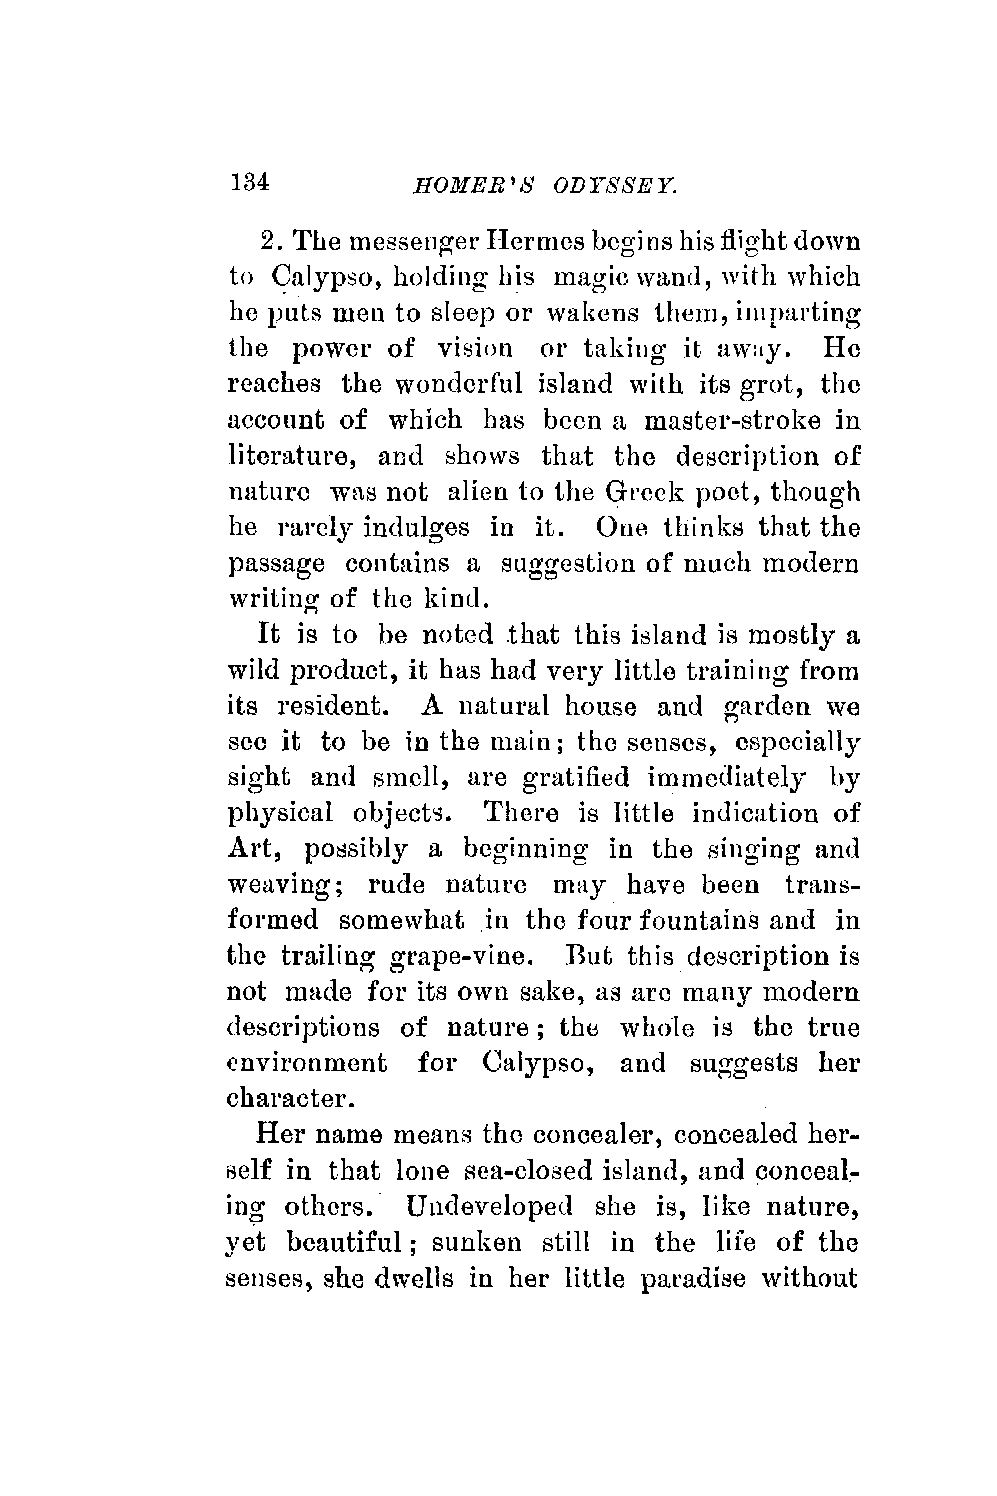 134 HOMER'S ODYSSEY.
2. The messenger Hermes begins his flight down
to Calypso, holding his magic wand, with which
he puts men to sleep or wakens them, imparting
the power of vision or taking it away. He
reaches the wonderful island with its grot, the
account of which has been a master-stroke in
literature, and shows that the description of
nature was not alien to the Greek poet, though
he rarely indulges in it. One thinks that the
passage contains a suggestion of much modern
writing of the kind.
It is to be noted that this island is mostly a
wild product, it has had very little training from
its resident. A natural house and garden we
see it to be in the main; the senses, especially
sight and smell, are gratified immediately by
physical objects. There is little indication of
Art, possibly a beginning in the singing and
weaving; rude nature may have been trans-
formed somewhat in the four fountains and in
the trailing grape-vine. But this description is
not made for its own sake, as are many modern
descriptions of nature; the whole is the true
environment for Calypso, and suggests her
character.
Her name means the concealer, concealed her-
self in that lone sea-closed island, and conceal-
ing others. Undeveloped she is, like nature,
yet beautiful; sunken still in the life of the
senses, she dwells in her little paradise without